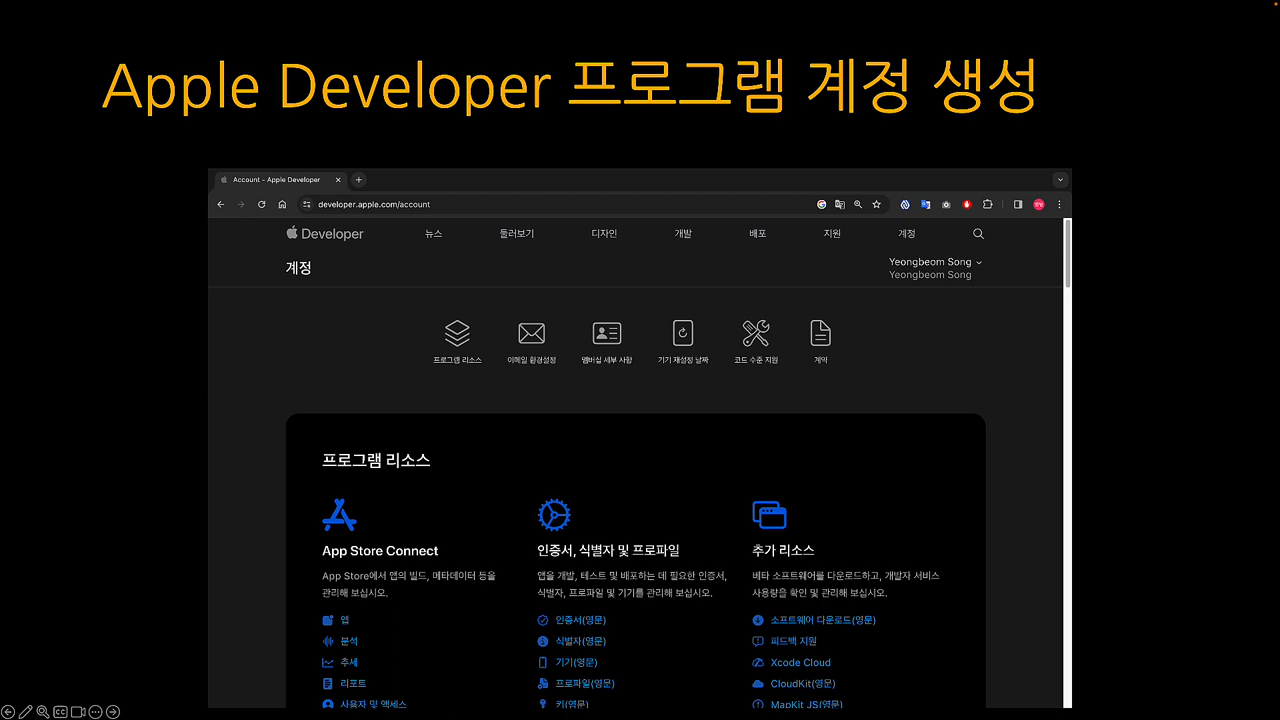 Apple Developer 프로그램 계정 생성
Account - Apple Developer
developer.apple.com/account
Developer 뉴스 둘러보기 디자인 개발 배포 지원 계정
계정
Yeongbeom Song
Yeongbeom Song
프로그램 리소스 이메일 환경설정 멤버십 세부 사항 기기 재설정 날짜 코드 수준 지원 계약
프로그램 리소스
App Store Connect
App Store에서 앱의 빌드, 메타데이터 등을
관리해 보십시오.
앱
분석
추세
리포트
사용자 및 액세스
인증서, 식별자 및 프로파일
앱을 개발, 테스트 및 배포하는 데 필요한 인증서,
식별자, 프로파일 및 기기를 관리해 보십시오.
인증서(영문)
식별자(영문)
기기(영문)
프로파일(영문)
키(영문)
추가 리소스
베타 소프트웨어를 다운로드하고, 개발자 서비스
사용량을 확인 및 관리해 보십시오.
소프트웨어 다운로드(영문)
피드백 지원
Xcode Cloud
CloudKit(영문)
MapKit JS(영문)
CC